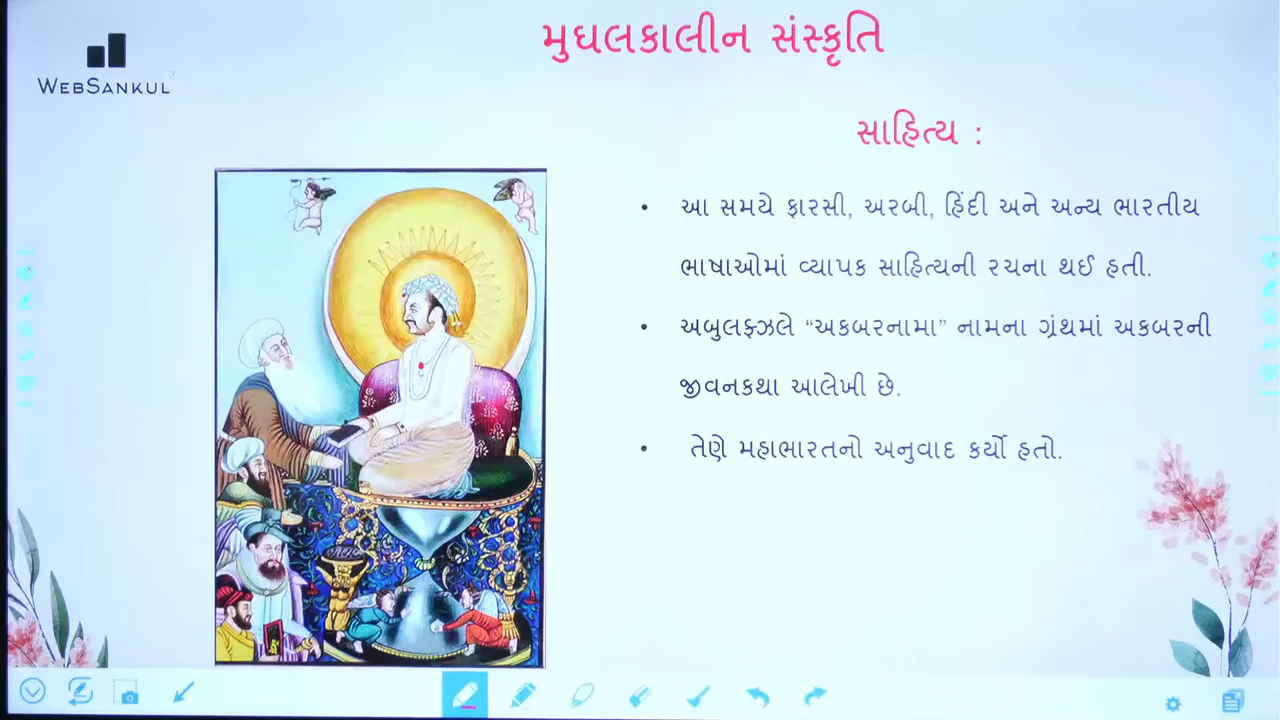 મુઘલકાલીન સંસ્કૃતિ
WEBSANKUL
સાહિત્ય :
• આ સમયે ફારસી, અરબી, હિંદી અને અન્ય ભારતીય
ભાષાઓમાં વ્યાપક સાહિત્યની રચના થઈ હતી.
• અબુલફઝલે “અકબરનામા” નામના ગ્રંથમાં અકબરની
જીવનકથા આલેખી છે.
• તેણે મહાભારતનો અનુવાદ કર્યો હતો.